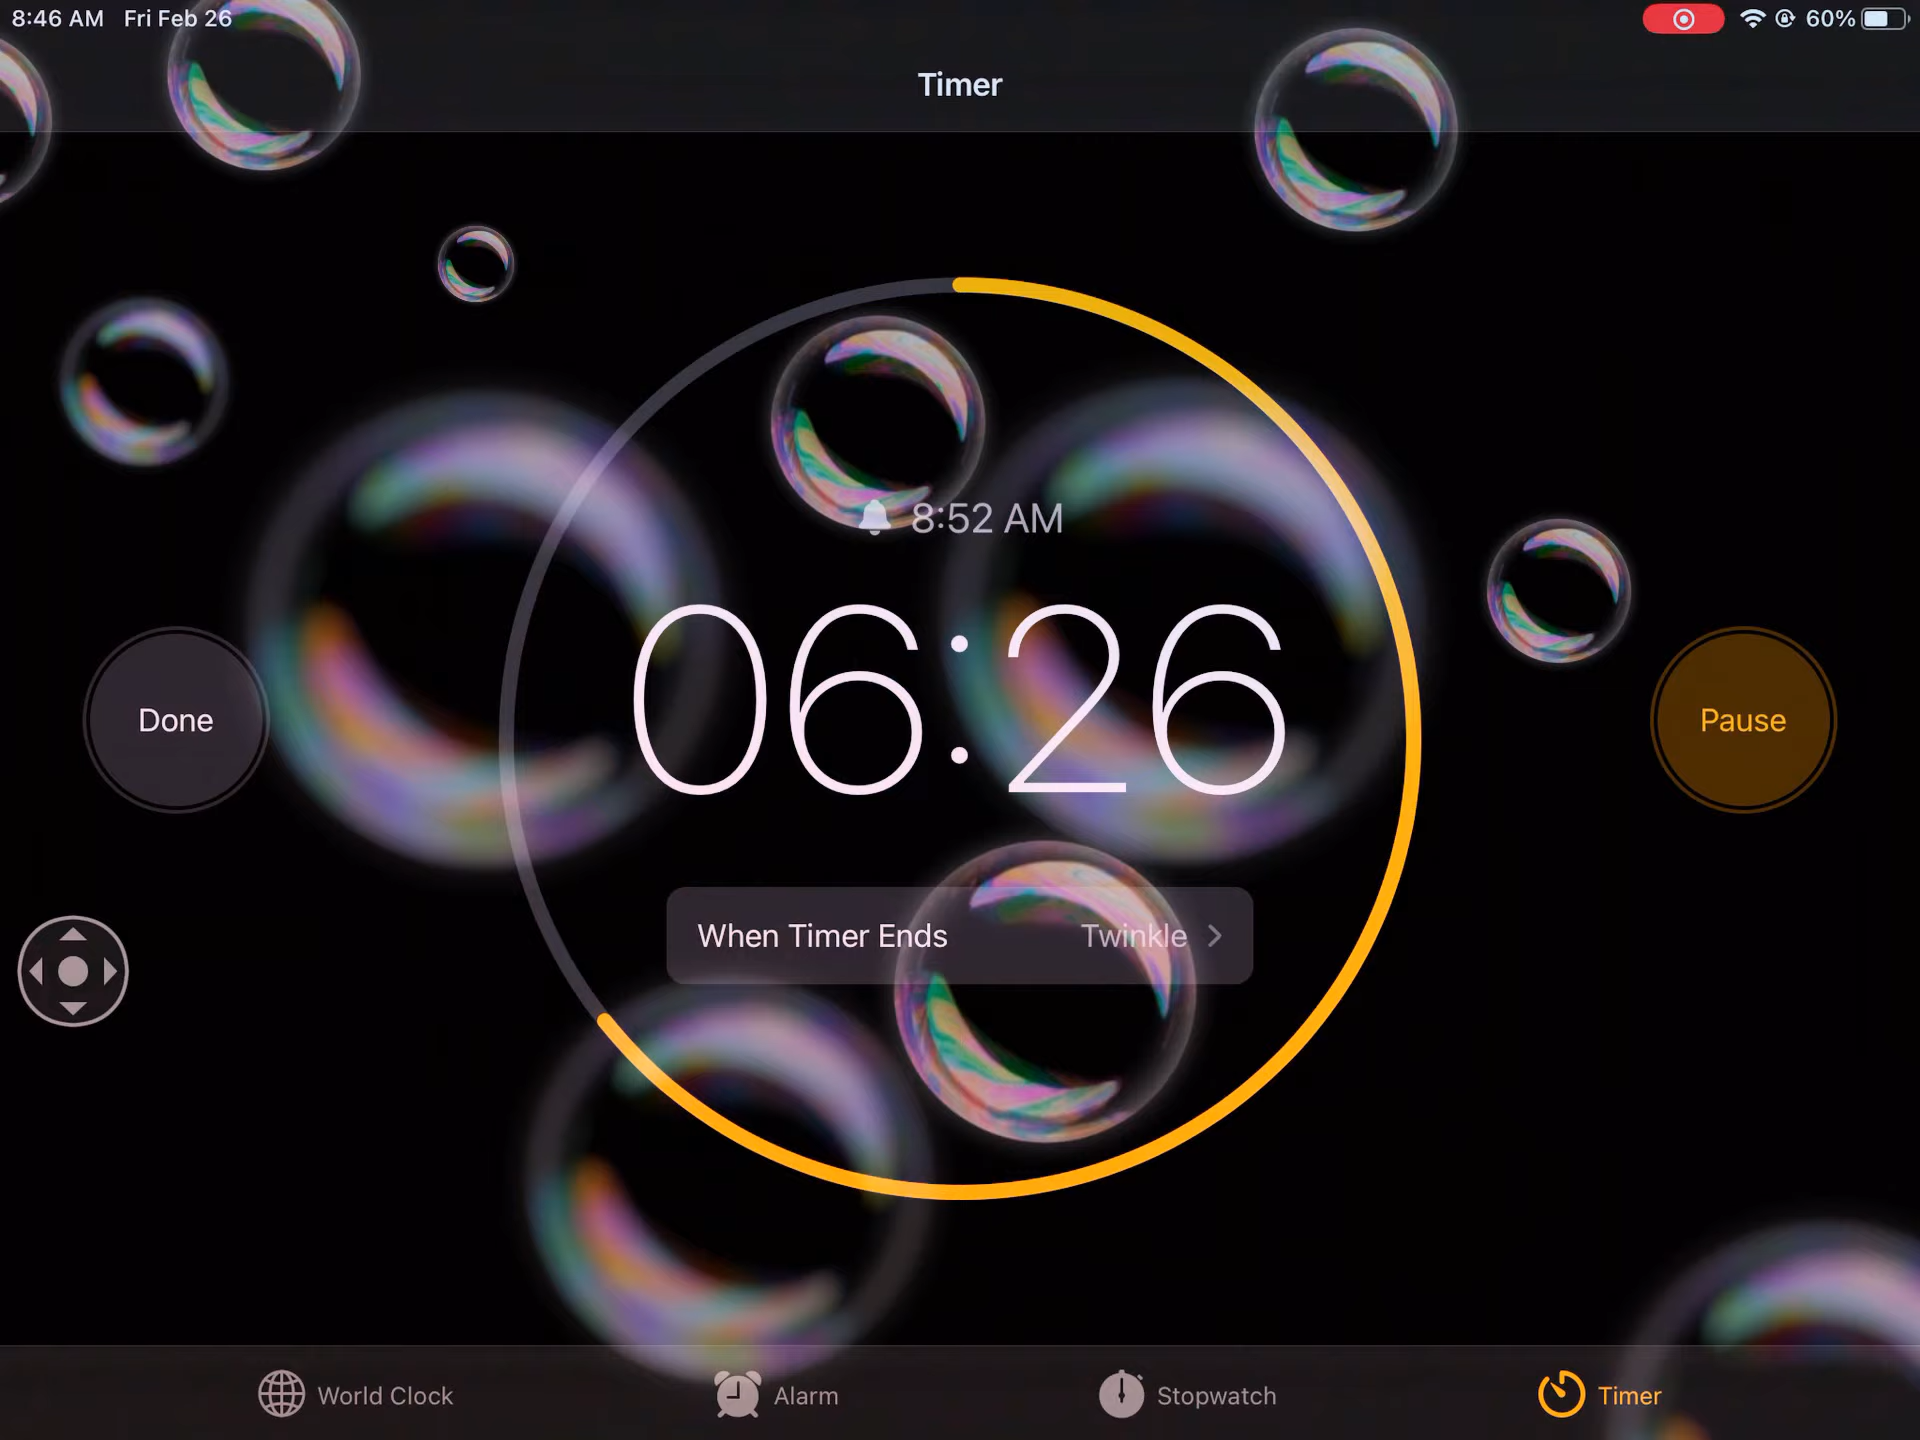 8:46 AM Fri Feb 26
60%
Timer
8:52 AM
06:26
Done
Pause
When Timer Ends Twinkle
World Clock
Alarm
Stopwatch
Timer